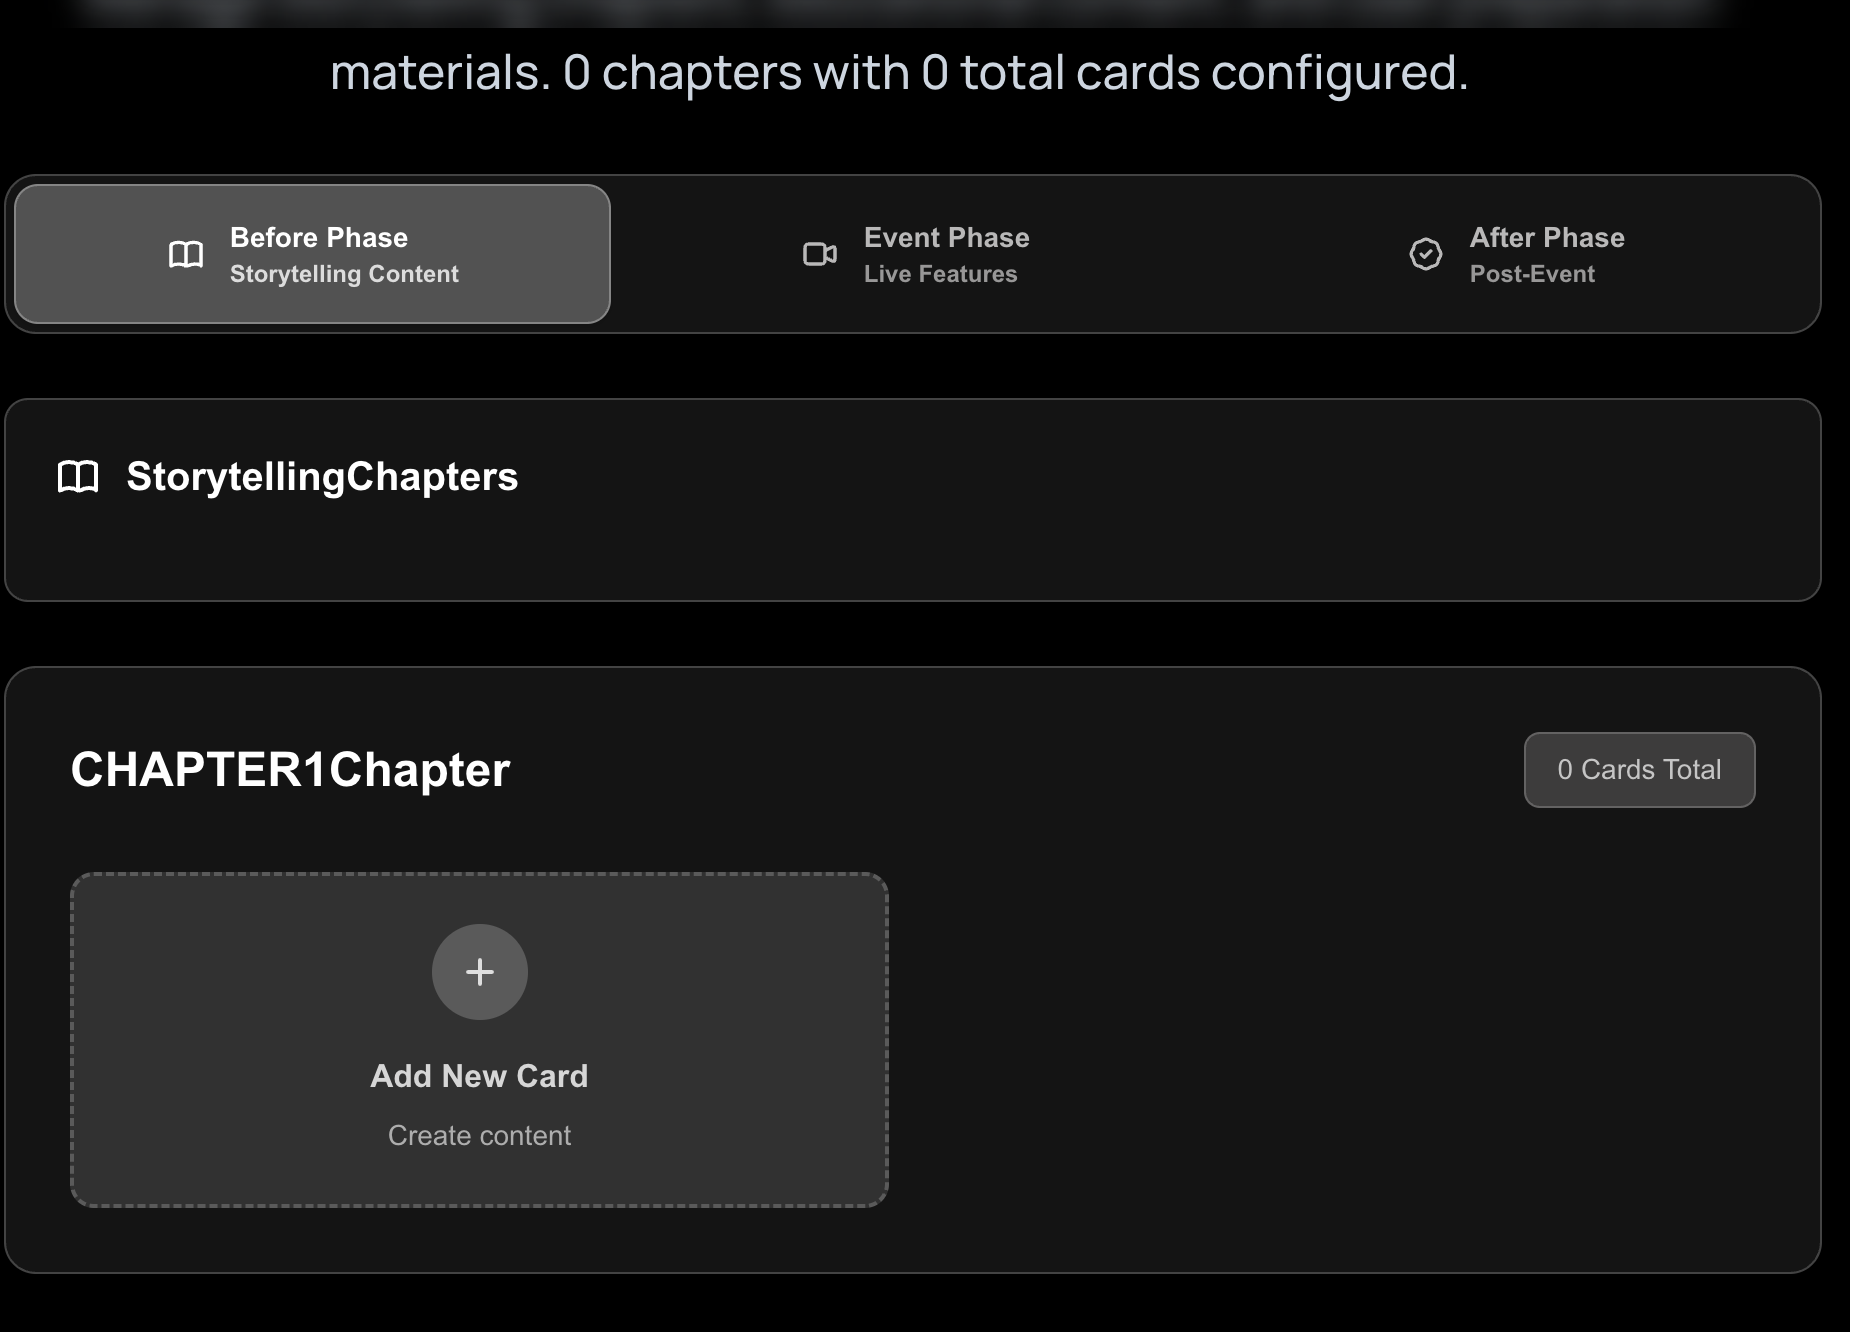 materials. 0 chapters with 0 total cards configured.
Before Phase
Storytelling Content
Event Phase
Live Features
After Phase
Post-Event
StorytellingChapters
CHAPTER1Chapter
0 Cards Total
Add New Card
Create content